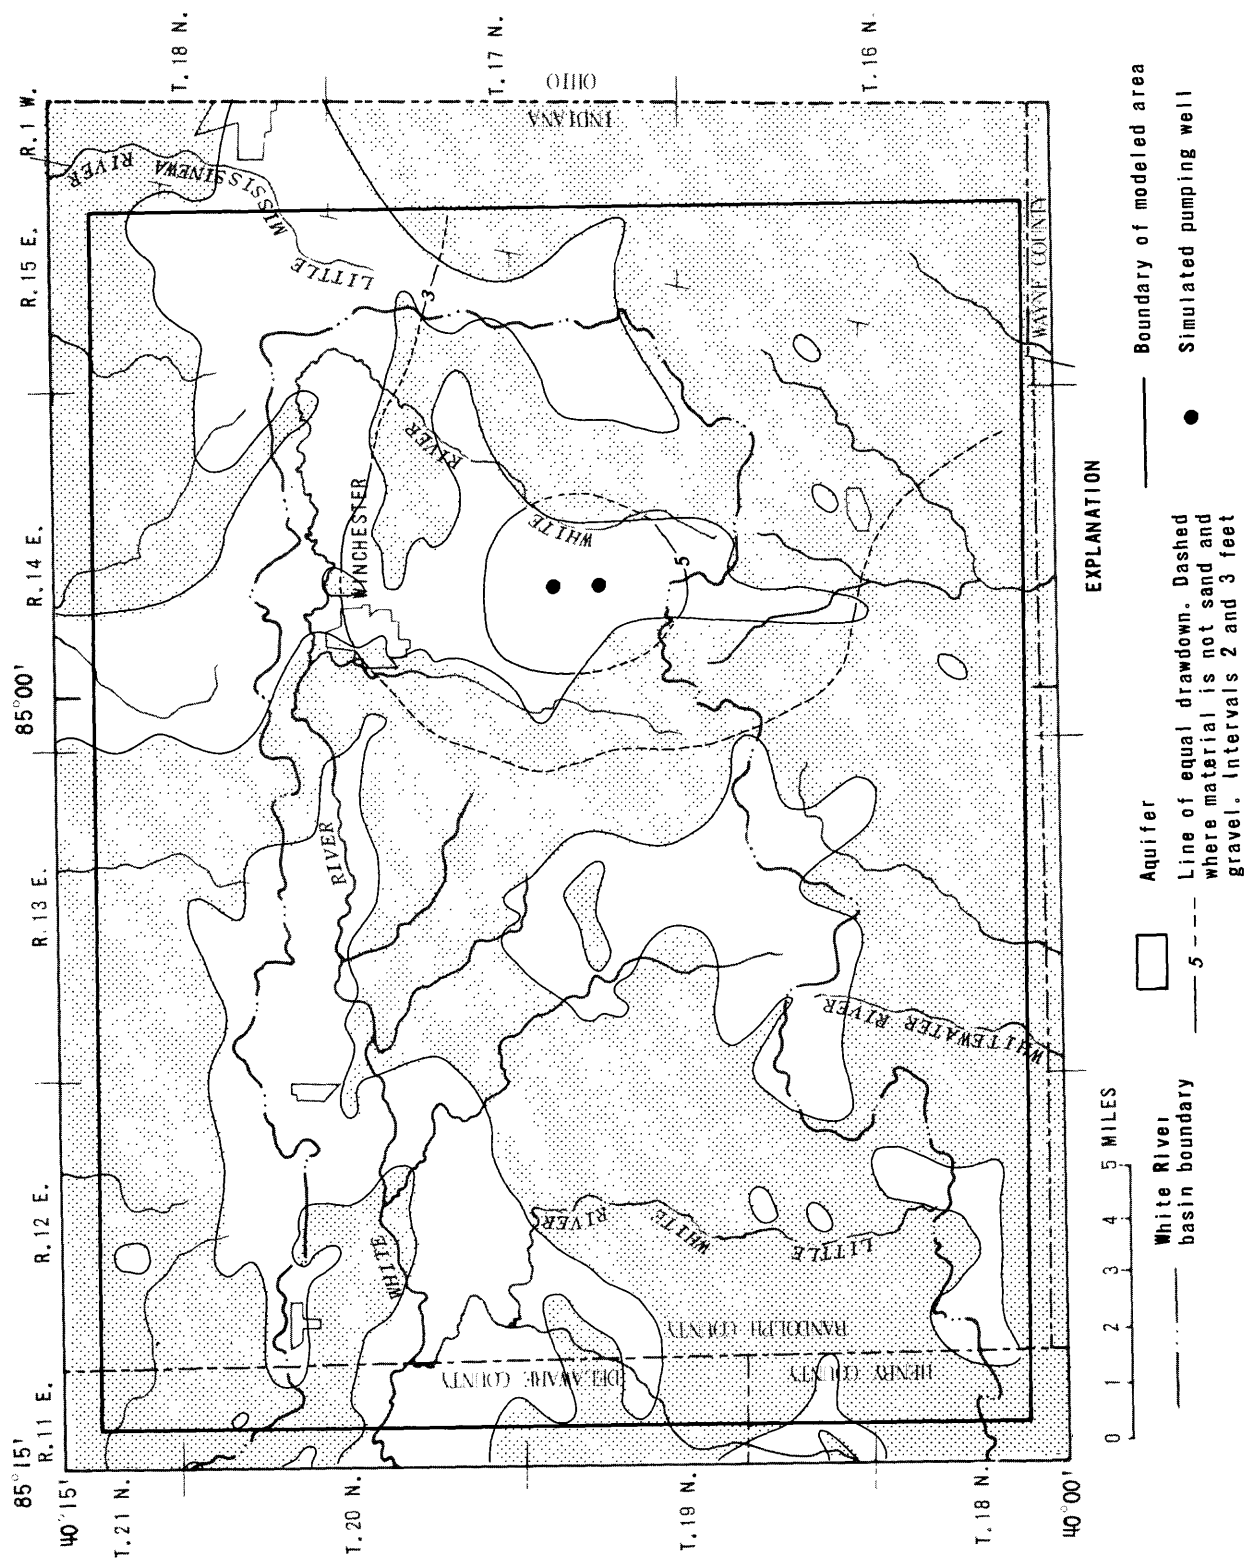 85°15'
R. 11 E.
R. 12 E.
R. 13 E.
85°00'
R. 14 E.
R. 15 E.
R. 1 W.
40°15'
T. 21 N.
T. 20 N.
T. 19 N.
T. 18 N.
40°00'
T. 18 N.
T. 17 N.
T. 16 N.
LITTLE
MISSISSINEWA
RIVER
INDIANA
OHIO
WINCHESTER
WHITE
RIVER
RIVER
WHITE
3
5
WHITE
RIVER
LITTLE
WHITEWATER RIVER
DELAWARE COUNTY
RANDOLPH COUNTY
HENRY COUNTY
WAYNE COUNTY
0 1 2 3 4 5 MILES
EXPLANATION
White River
basin boundary
Aquifer
5
Line of equal drawdown. Dashed
where material is not sand and
gravel. Intervals 2 and 3 feet
Boundary of modeled area
Simulated pumping well